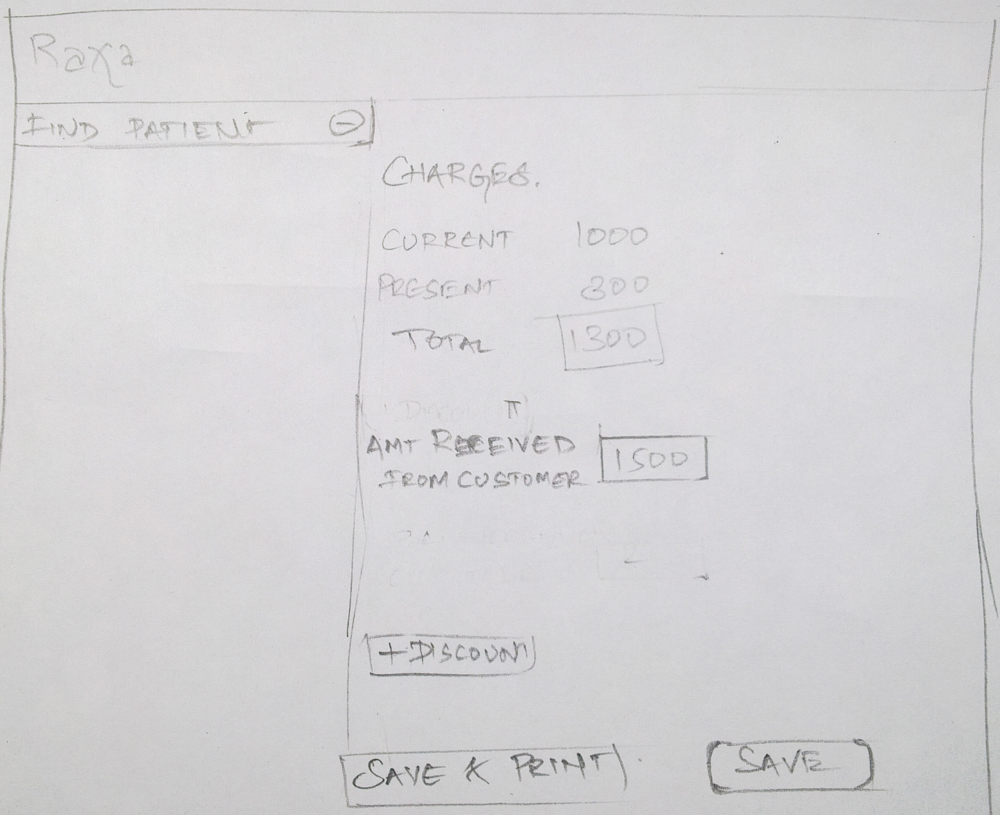 Raxa
FIND PATIENT
CHARGES.
CURRENT 1000
PRESENT 300
TOTAL 1300
AMT RECEIVED 1500
FROM CUSTOMER
+ DISCOUNT
SAVE & PRINT
SAVE